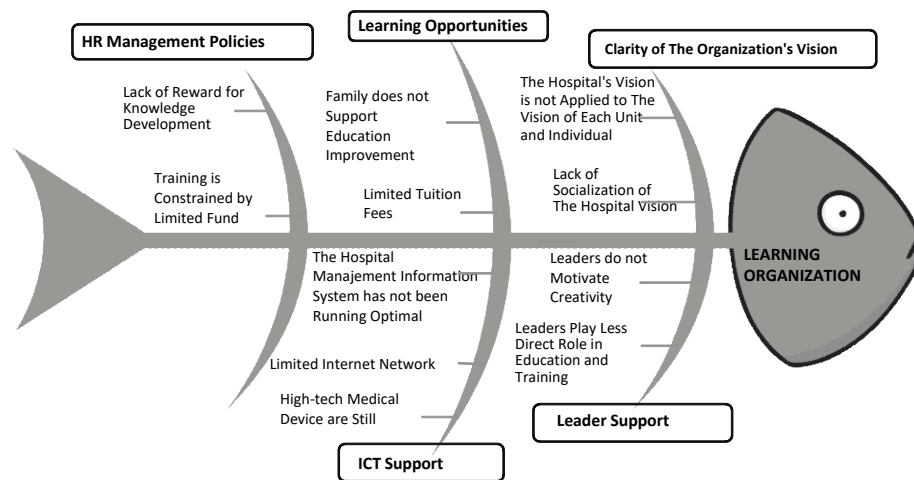 HR Management Policies
Lack of Reward for
Knowledge
Development
Training is
Constrained by
Limited Fund
Learning Opportunities
Family does not
Support
Education
Improvement
Limited Tuition
Fees
Clarity of The Organization's Vision
The Hospital's Vision
is not Applied to The
Vision of Each Unit
and Individual
Lack of
Socialization of
The Hospital Vision
LEARNING
ORGANIZATION
The Hospital
Manajement Information
System has not been
Running Optimal
Limited Internet Network
High-tech Medical
Device are Still
ICT Support
Leaders do not
Motivate
Creativity
Leaders Play Less
Direct Role in
Education and
Training
Leader Support